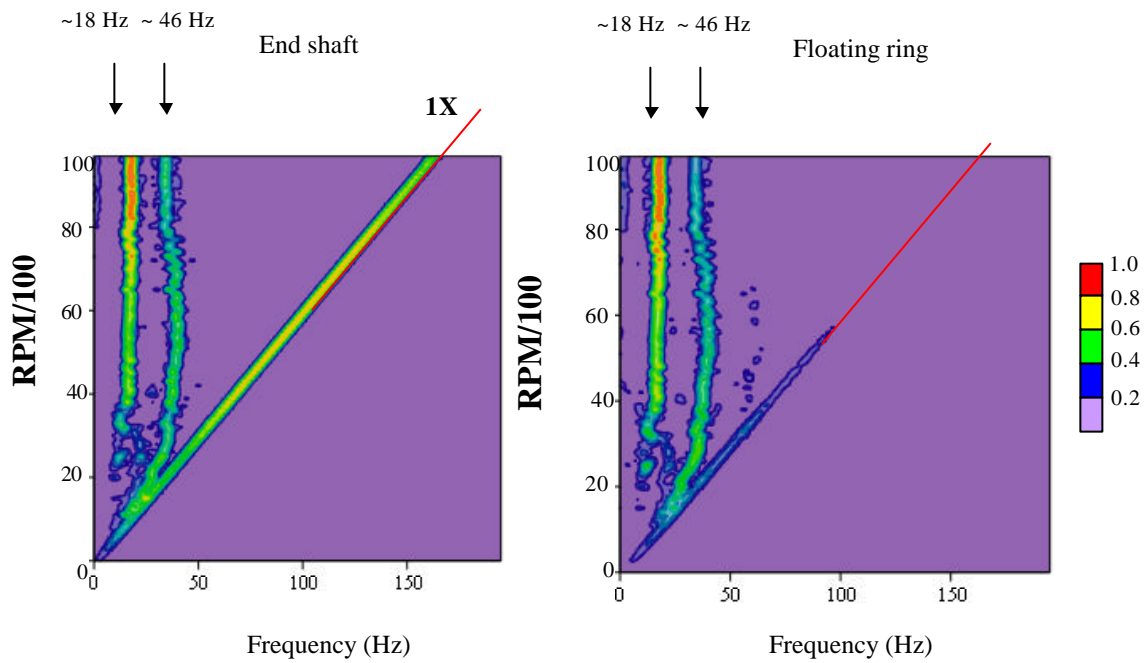 ~18 Hz ~ 46 Hz
End shaft
1X
RPM/100
100
80
60
40
20
0
0 50 100 150
Frequency (Hz)
~18 Hz ~ 46 Hz
Floating ring
RPM/100
100
80
60
40
20
0
0 50 100 150
Frequency (Hz)
1.0
0.8
0.6
0.4
0.2